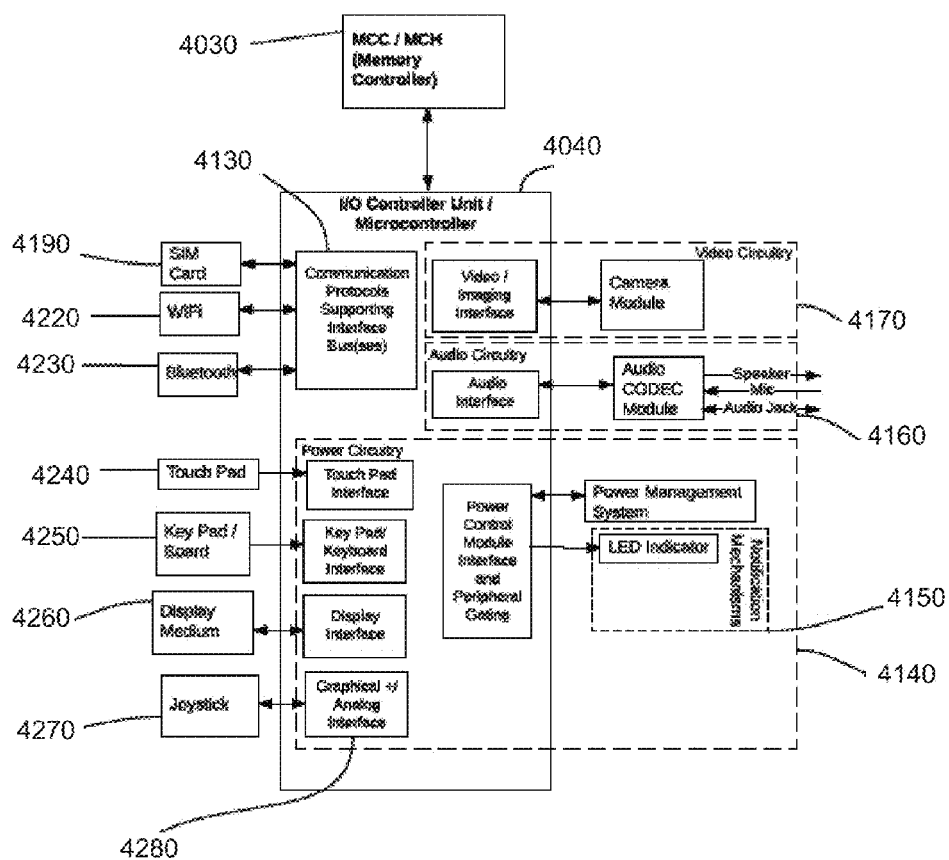 4030
MCC / MCH
(Memory
Controller)
4130
4040
I/O Controller Unit /
Microcontroller
4190
SIM
Card
4220
WiFi
4230
Bluetooth
Communication
Protocols
Supporting
Interface
Bus(ses)
Video Circuitry
Video /
Imaging
Interface
Camera
Module
4170
Audio Circuitry
Audio
Interface
Audio
CODEC
Module
Speaker
Mic
Audio Jack
4160
Power Circuitry
4240
Touch Pad
Touch Pad
Interface
4250
Key Pad /
Board
Key Pad/
Keyboard
Interface
4260
Display
Medium
Display
Interface
4270
Joystick
Graphical +/
Analog
Interface
4280
Power
Control
Module
Interface
and
Peripheral
Gating
Power Management
System
LED Indicator
Notification
Mechanisms
4150
4140